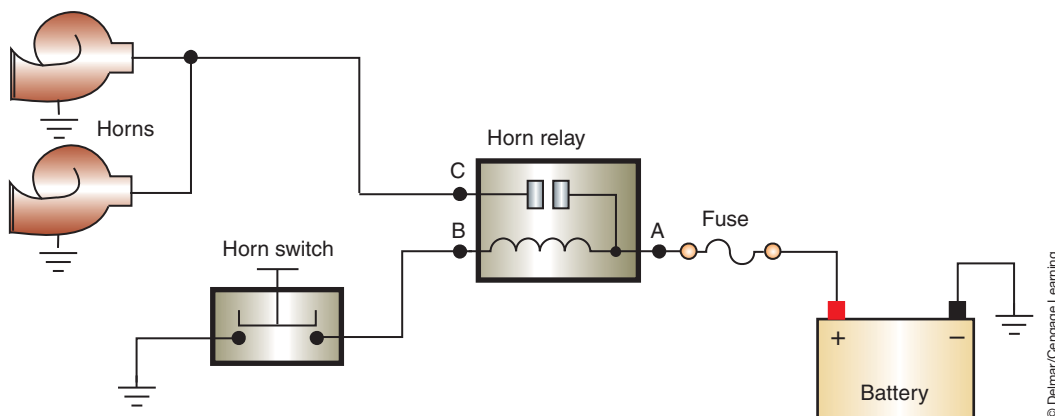 Horns
Horn relay
C
B
A
Fuse
Horn switch
+
−
Battery
© Delmar/Cengage Learning